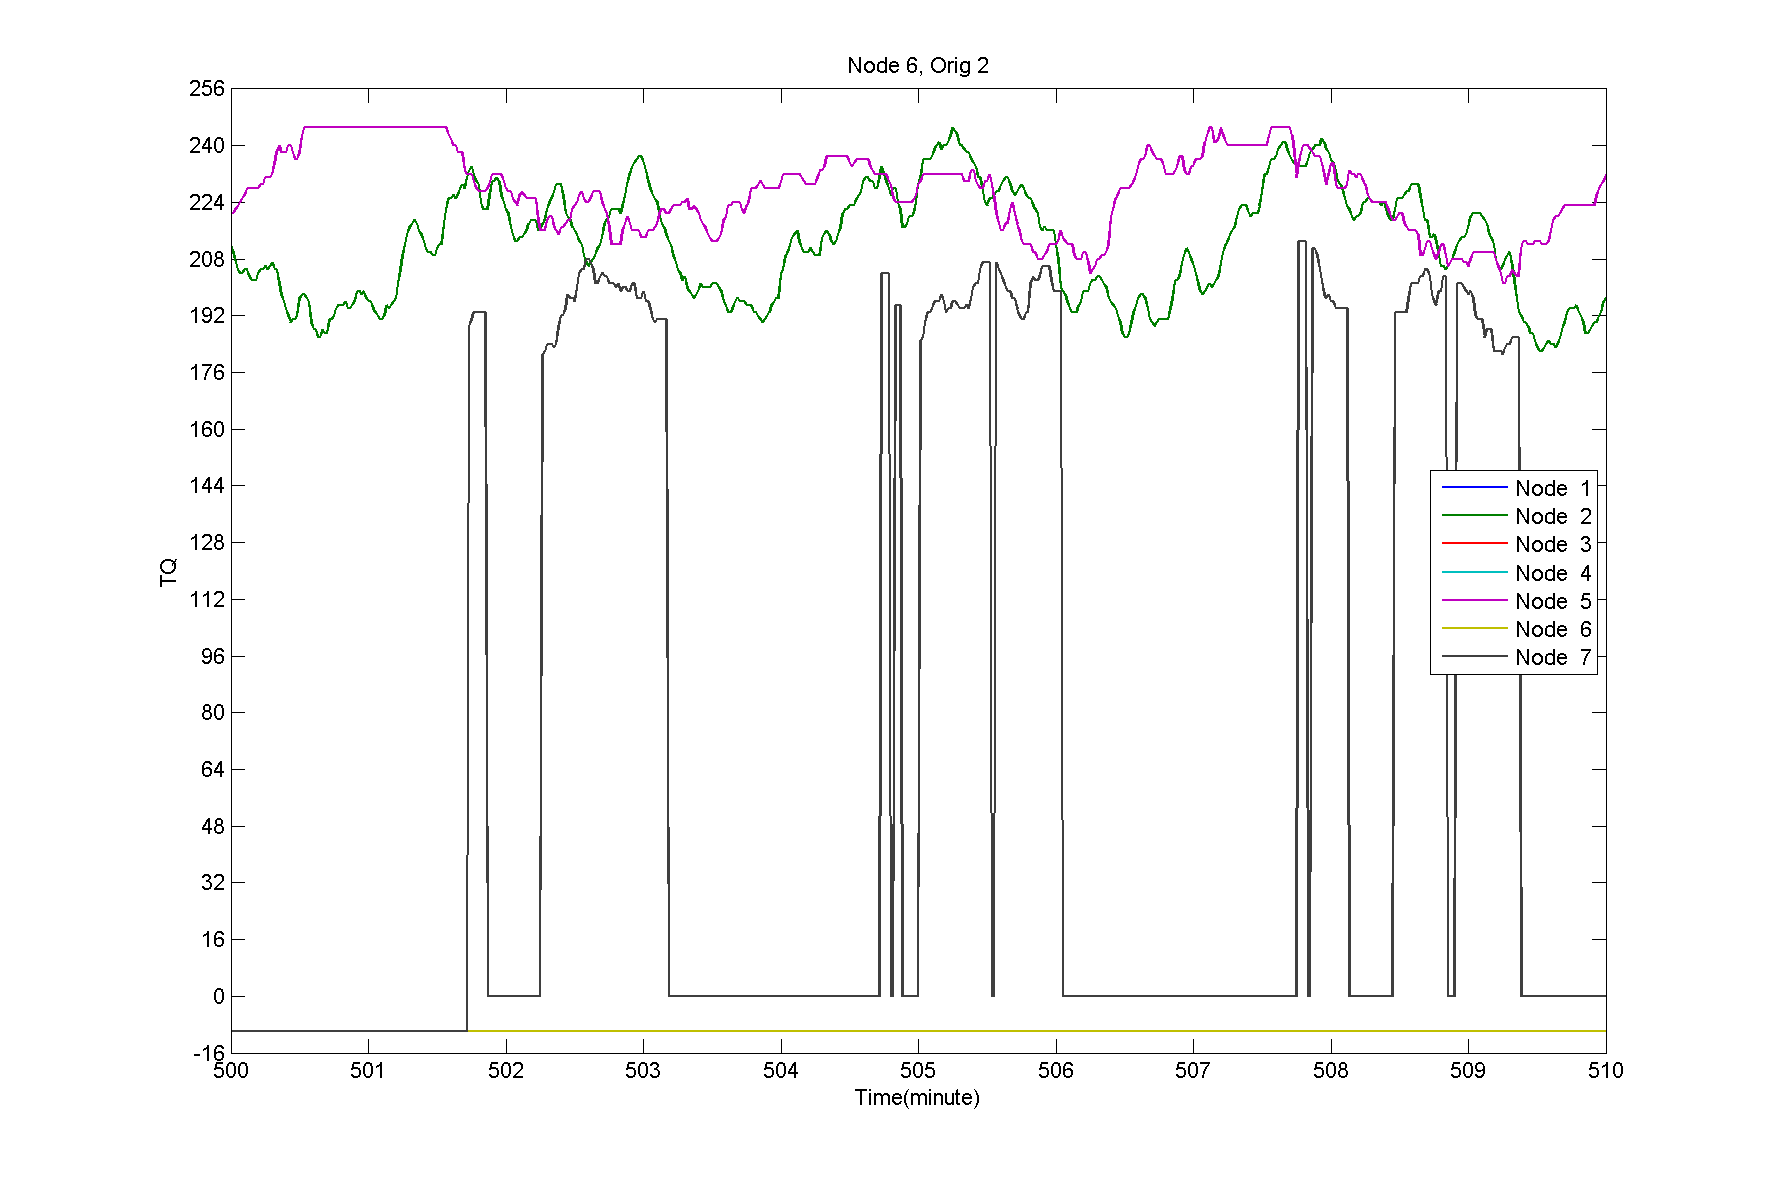 Node 6, Orig 2
256
240
224
208
192
176
160
144
128
112
96
80
64
48
32
16
0
-16
TQ
Node 1
Node 2
Node 3
Node 4
Node 5
Node 6
Node 7
500 501 502 503 504 505 506 507 508 509 510
Time(minute)